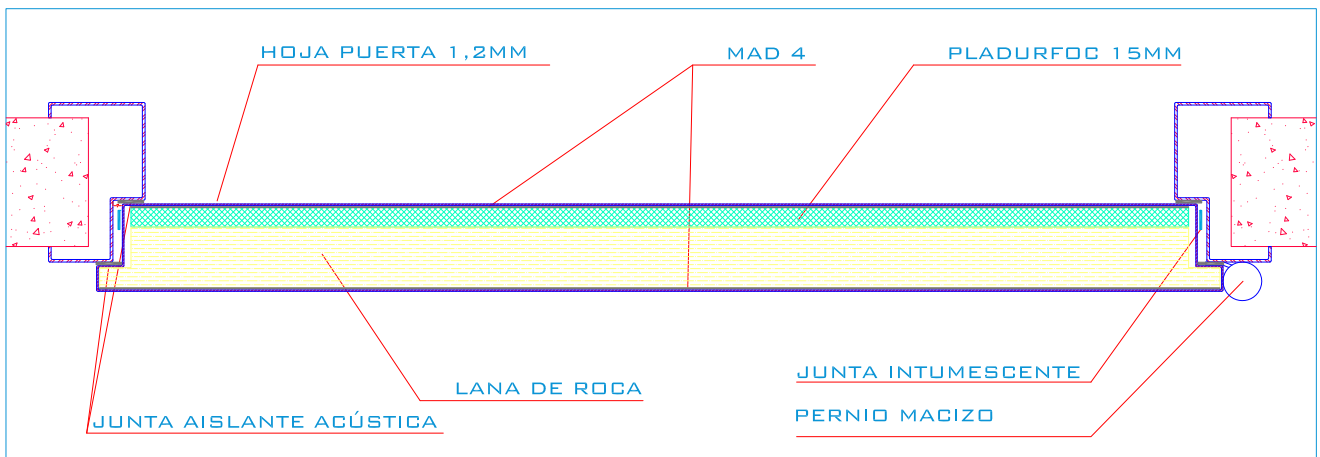 HOJA PUERTA 1,2MM
MAD 4
PLADURFOC 15MM
LANA DE ROCA
JUNTA INTUMESCENTE
JUNTA AISLANTE ACÚSTICA
PERNIO MACIZO